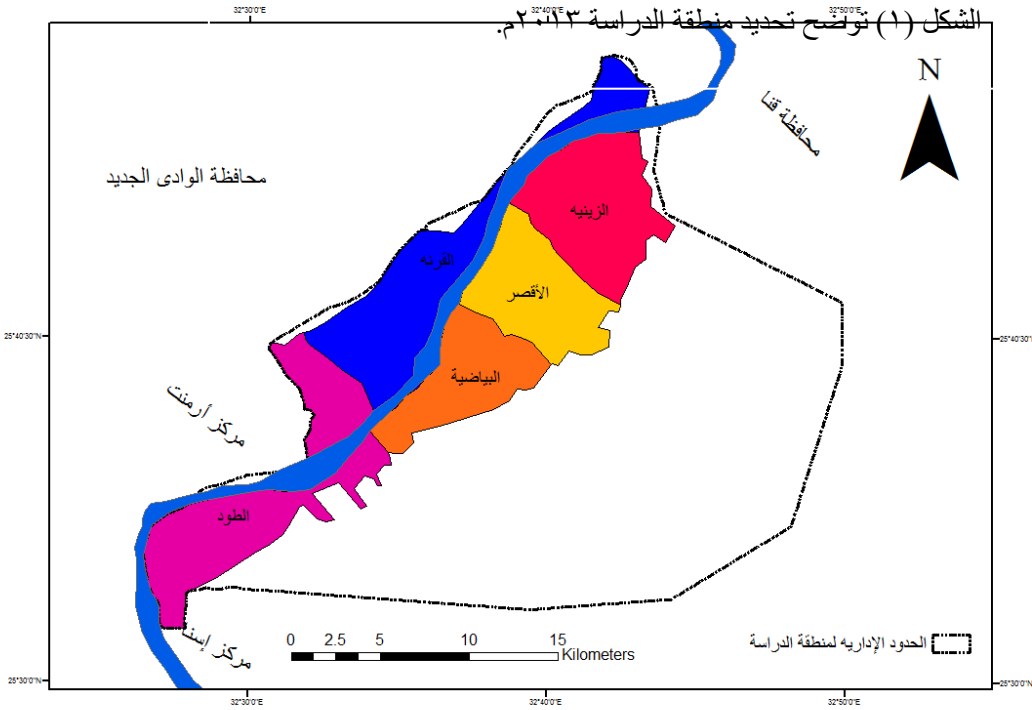 الشكل (١) توضح تحديد منطقة الدراسة ٢٠١٣م.
32°30'0"E
32°40'0"E
32°50'0"E
N
محافظة قنا
محافظة الوادى الجديد
الزينيه
القرنه
الأقصر
25°40'30"N
25°40'30"N
البياضية
مركز أرمنت
الطود
مركز إسنا
0 2.5 5 10 15
Kilometers
الحدود الإداريه لمنطقة الدراسة
25°30'0"N
25°30'0"N
32°30'0"E
32°40'0"E
32°50'0"E